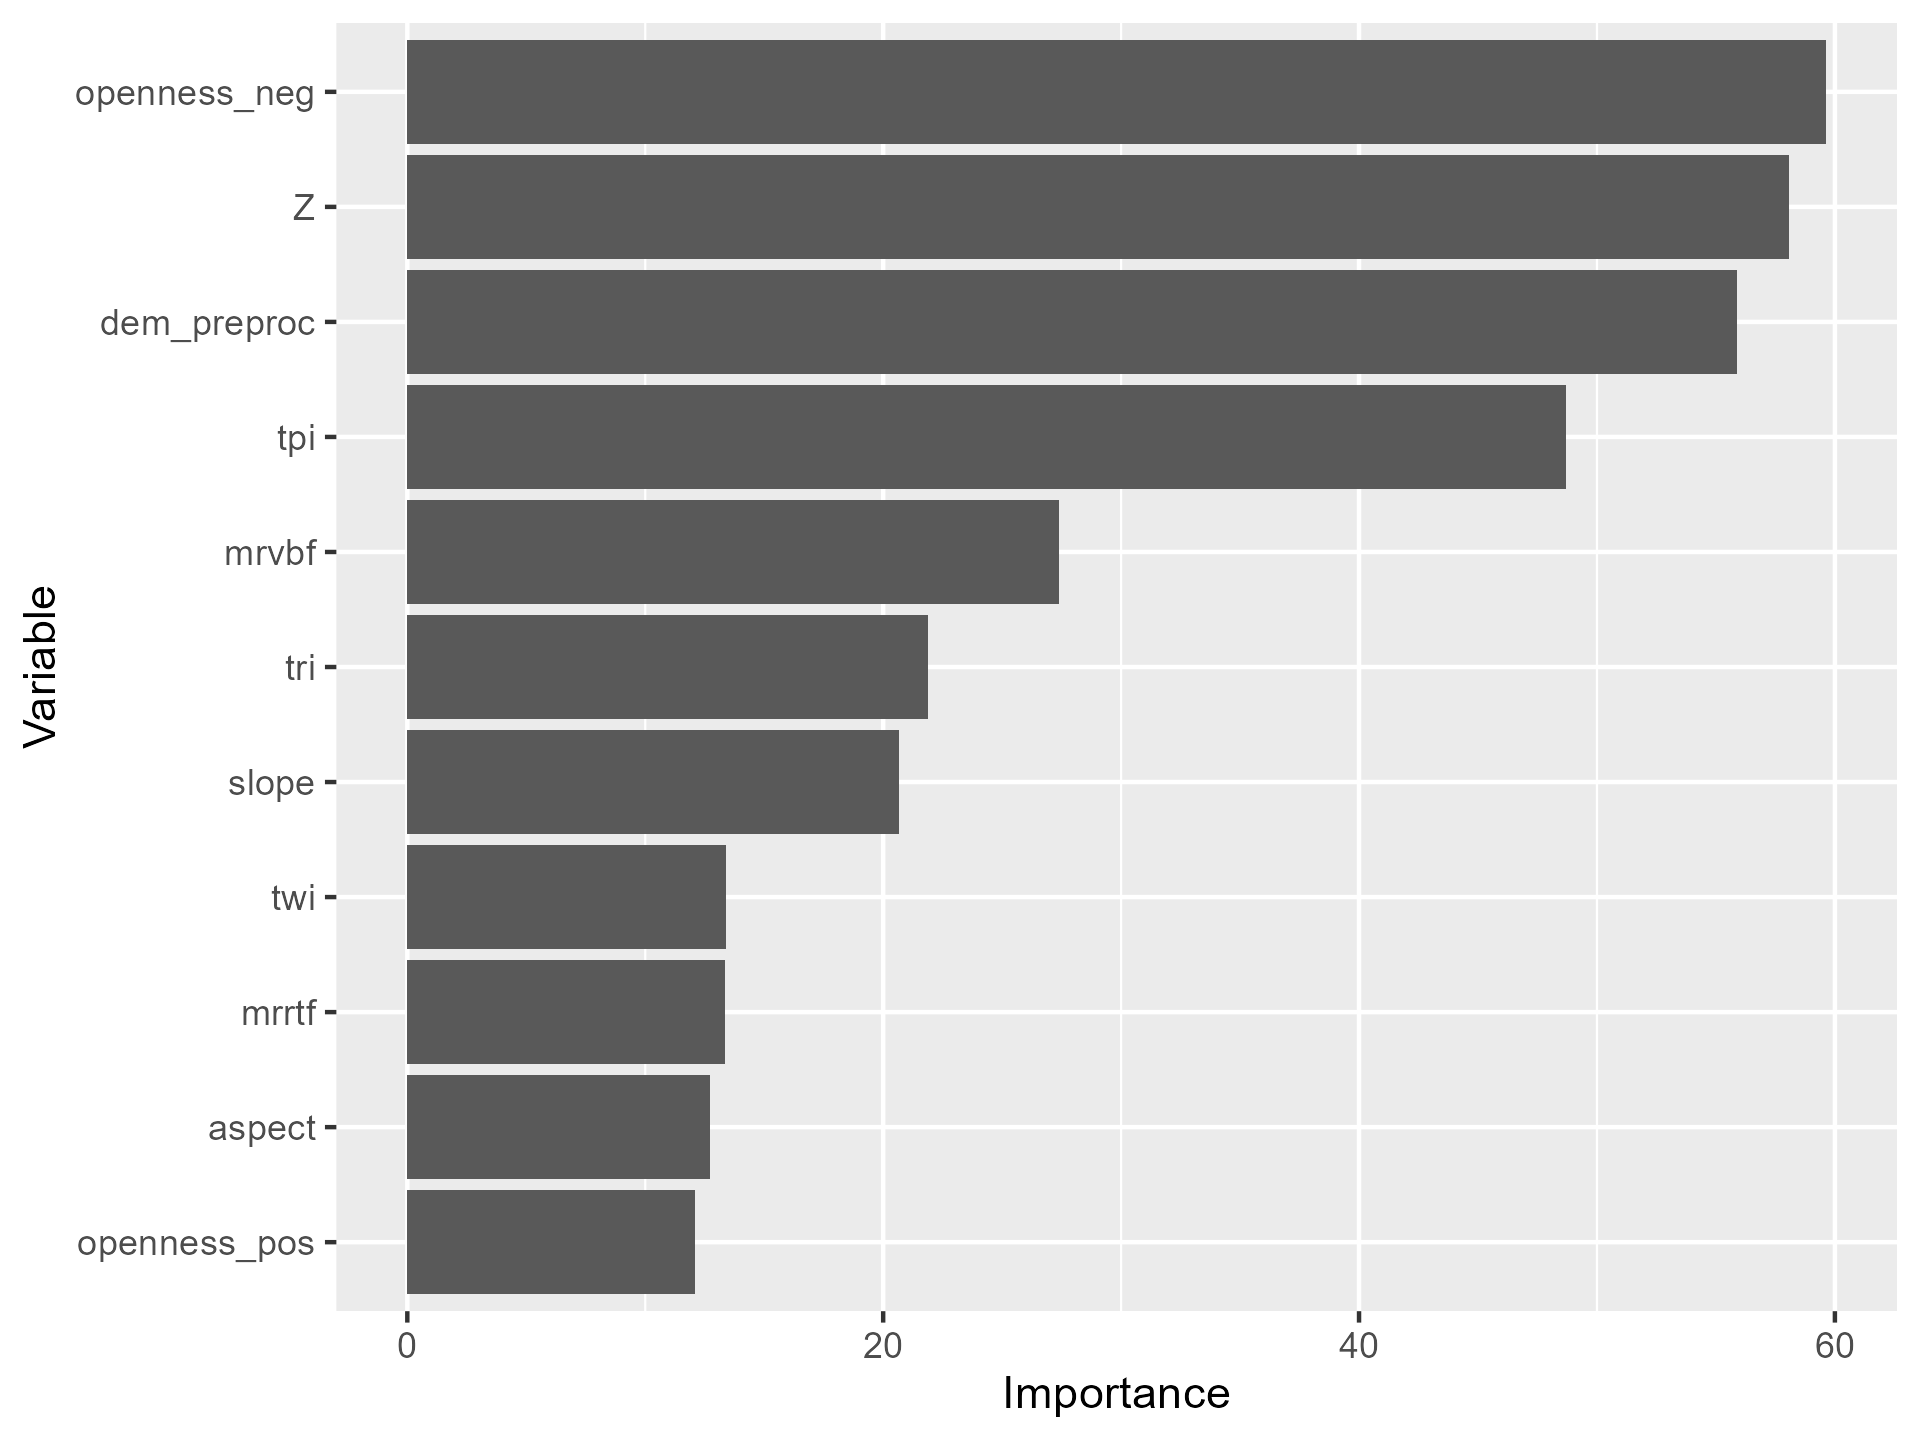 openness_neg
Z
dem_preproc
tpi
mrvbf
tri
slope
twi
mrrtf
aspect
openness_pos
Variable
0 20 40 60
Importance